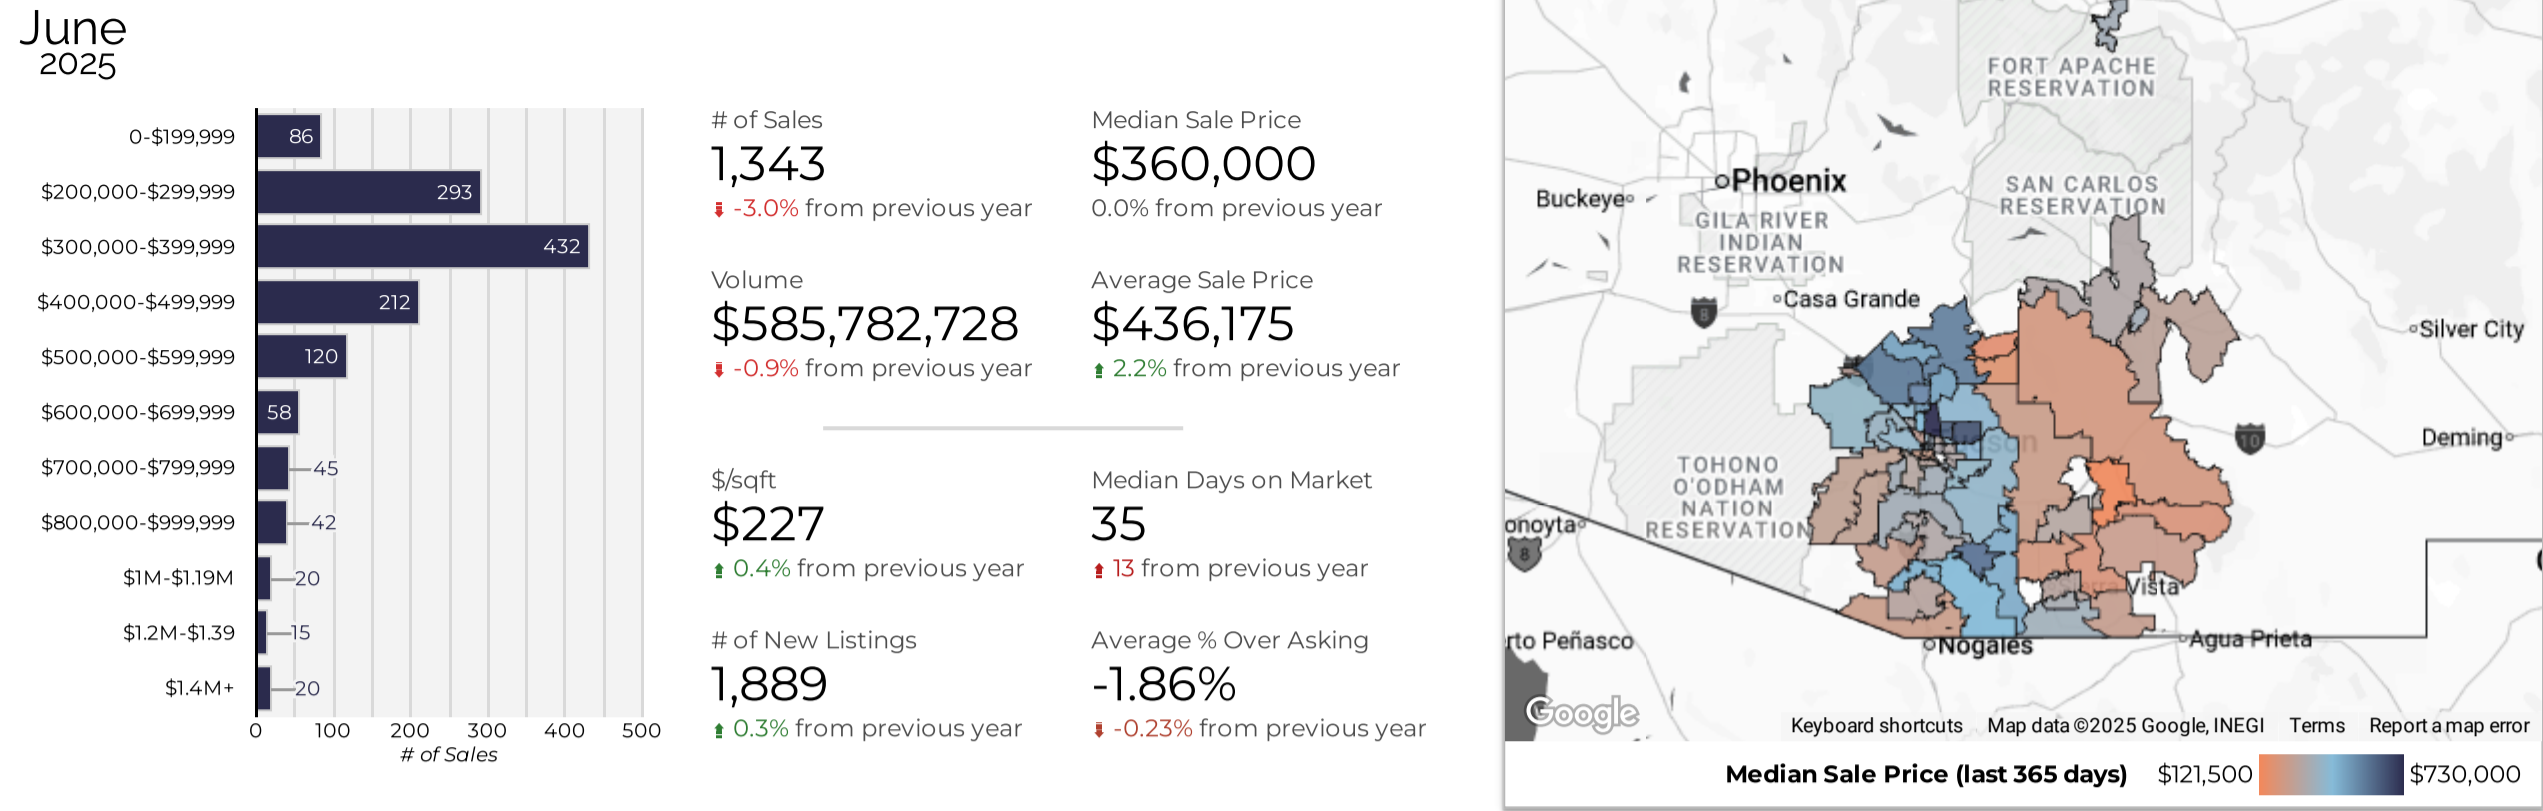 June
2025
0-$199,999
86
$200,000-$299,999
293
$300,000-$399,999
432
$400,000-$499,999
212
$500,000-$599,999
120
$600,000-$699,999
58
$700,000-$799,999
45
$800,000-$999,999
42
$1M-$1.19M
20
$1.2M-$1.39
15
$1.4M+
20
0 100 200 300 400 500
# of Sales
# of Sales
1,343
-3.0% from previous year
Median Sale Price
$360,000
0.0% from previous year
Volume
$585,782,728
-0.9% from previous year
Average Sale Price
$436,175
2.2% from previous year
$/sqft
$227
0.4% from previous year
Median Days on Market
35
13 from previous year
# of New Listings
1,889
0.3% from previous year
Average % Over Asking
-1.86%
-0.23% from previous year
FORT APACHE
RESERVATION
Phoenix
Buckeye
SAN CARLOS
RESERVATION
GILA RIVER
INDIAN
RESERVATION
8
Casa Grande
Silver City
10
Deming
TOHONO
O'ODHAM
NATION
RESERVATION
onoyta
8
Sierra Vista
rto Peñasco
Nogales
Agua Prieta
Google
Keyboard shortcuts
Map data ©2025 Google, INEGI
Terms
Report a map error
Median Sale Price (last 365 days) $121,500 $730,000